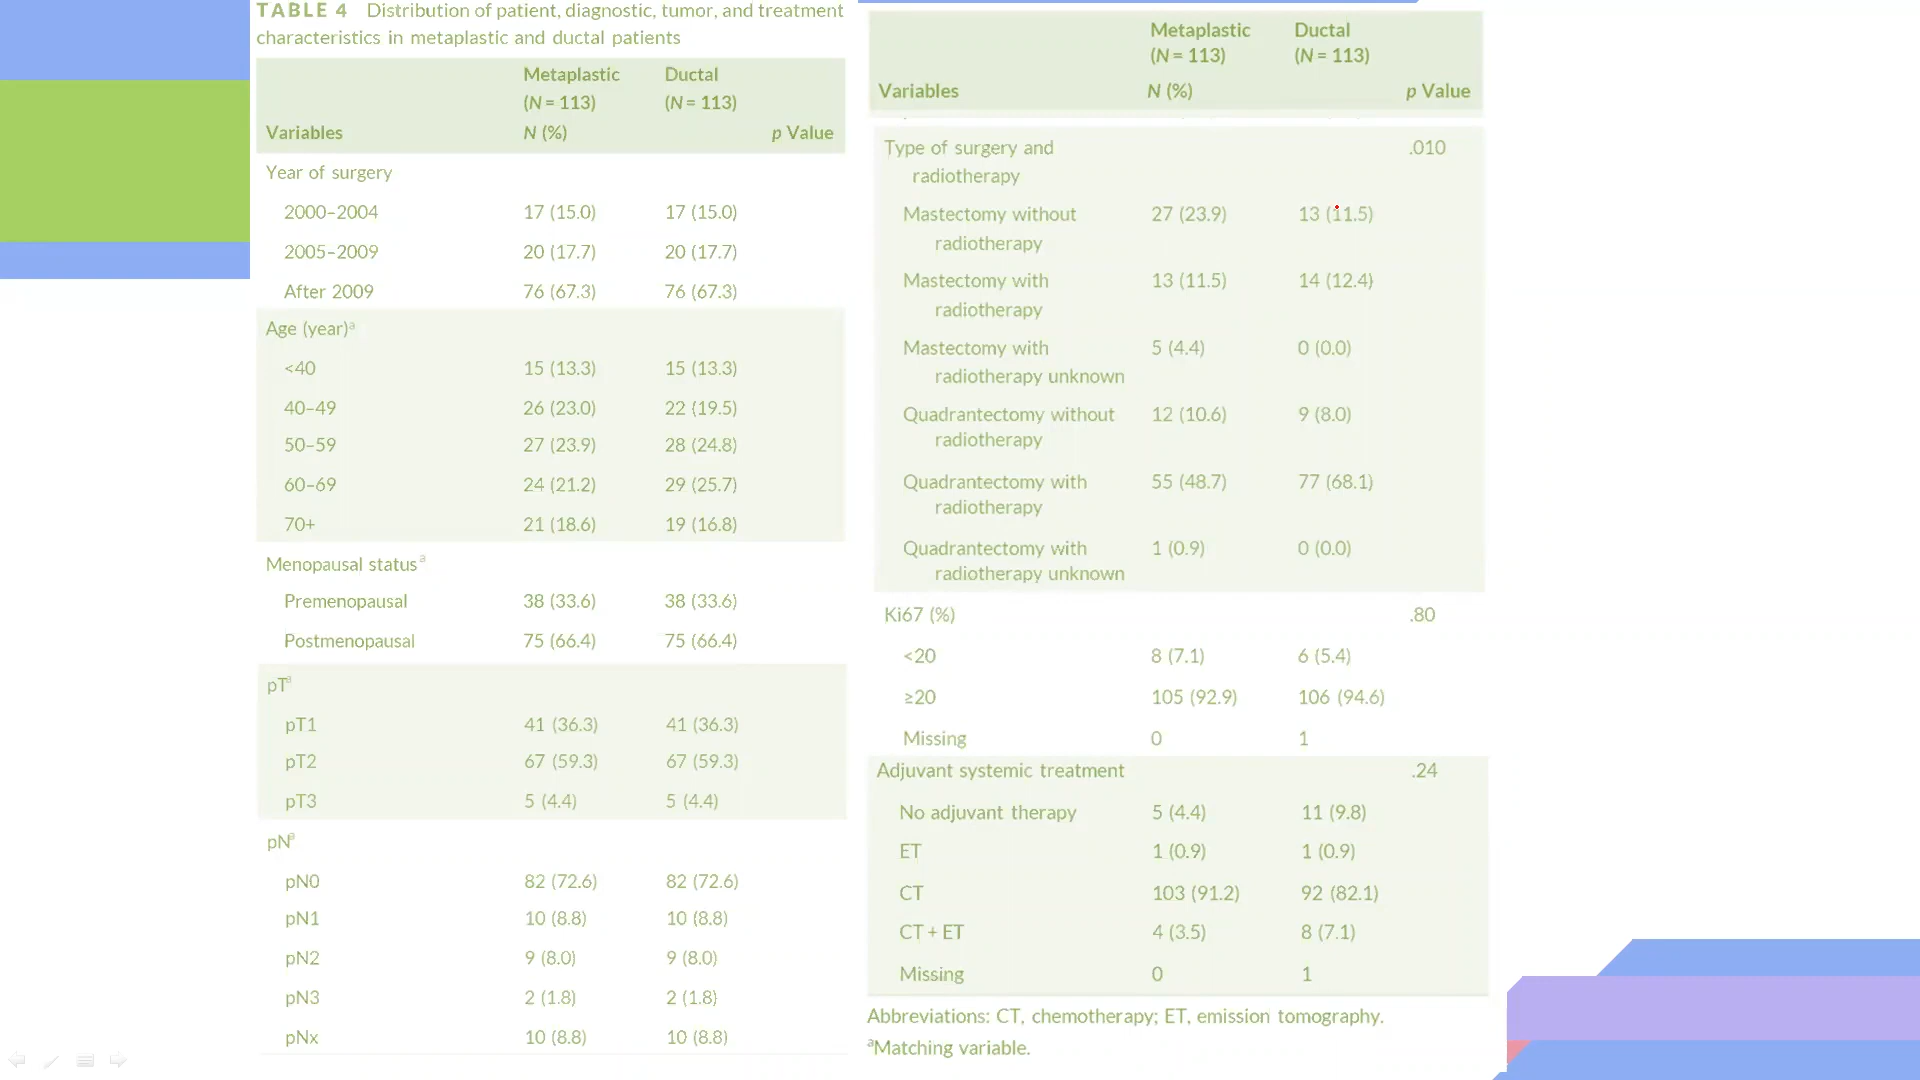 TABLE 4 Distribution of patient, diagnostic, tumor, and treatment
characteristics in metaplastic and ductal patients
Metaplastic Ductal
(N = 113) (N = 113)
Variables N (%) p Value
Year of surgery
2000–2004 17 (15.0) 17 (15.0)
2005–2009 20 (17.7) 20 (17.7)
After 2009 76 (67.3) 76 (67.3)
Age (year)a
<40 15 (13.3) 15 (13.3)
40–49 26 (23.0) 22 (19.5)
50–59 27 (23.9) 28 (24.8)
60–69 24 (21.2) 29 (25.7)
70+ 21 (18.6) 19 (16.8)
Menopausal status a
Premenopausal 38 (33.6) 38 (33.6)
Postmenopausal 75 (66.4) 75 (66.4)
pTa
pT1 41 (36.3) 41 (36.3)
pT2 67 (59.3) 67 (59.3)
pT3 5 (4.4) 5 (4.4)
pNa
pN0 82 (72.6) 82 (72.6)
pN1 10 (8.8) 10 (8.8)
pN2 9 (8.0) 9 (8.0)
pN3 2 (1.8) 2 (1.8)
pNx 10 (8.8) 10 (8.8)
Metaplastic Ductal
(N = 113) (N = 113)
Variables N (%) p Value
Type of surgery and .010
radiotherapy
Mastectomy without 27 (23.9) 13 (11.5)
radiotherapy
Mastectomy with 13 (11.5) 14 (12.4)
radiotherapy
Mastectomy with 5 (4.4) 0 (0.0)
radiotherapy unknown
Quadrantectomy without 12 (10.6) 9 (8.0)
radiotherapy
Quadrantectomy with 55 (48.7) 77 (68.1)
radiotherapy
Quadrantectomy with 1 (0.9) 0 (0.0)
radiotherapy unknown
Ki67 (%) .80
<20 8 (7.1) 6 (5.4)
≥20 105 (92.9) 106 (94.6)
Missing 0 1
Adjuvant systemic treatment .24
No adjuvant therapy 5 (4.4) 11 (9.8)
ET 1 (0.9) 1 (0.9)
CT 103 (91.2) 92 (82.1)
CT + ET 4 (3.5) 8 (7.1)
Missing 0 1
Abbreviations: CT, chemotherapy; ET, emission tomography.
aMatching variable.